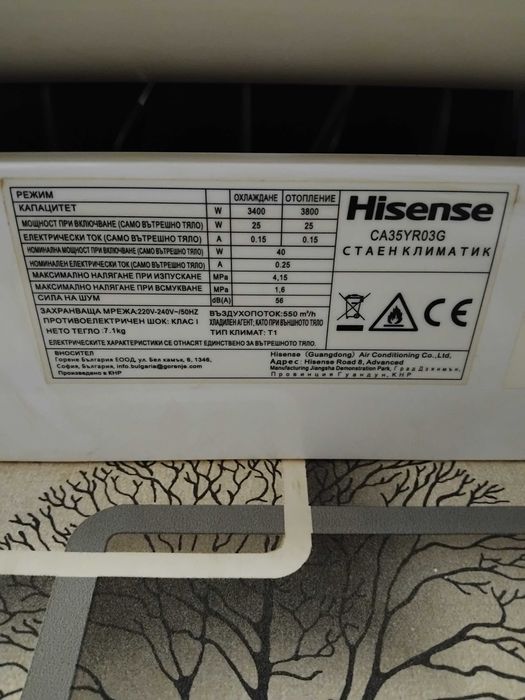 РЕЖИМ ОХЛАЖДАНЕ ОТОПЛЕНИЕ
КАПАЦИТЕТ W 3400 3800
МОЩНОСТ ПРИ ВКЛЮЧВАНЕ (САМО ВЪТРЕШНО ТЯЛО) W 25 25
ЕЛЕКТРИЧЕСКИ ТОК (САМО ВЪТРЕШНО ТЯЛО) A 0.15 0.15
НОМИНАЛНА МОЩНОСТ ПРИ ВКЛЮЧВАНЕ (САМО ВЪТРЕШНО ТЯЛО) W 40
НОМИНАЛЕН ЕЛЕКТРИЧЕСКИ ТОК (САМО ВЪТРЕШНО ТЯЛО) A 0.25
МАКСИМАЛНО НАЛЯГАНЕ ПРИ ИЗПУСКАНЕ MPa 4,15
МАКСИМАЛНО НАЛЯГАНЕ ПРИ ВСМУКВАНЕ MPa 1,6
СИЛА НА ШУМ dB(A) 56
ЗАХРАНВАЩА МРЕЖА:220V-240V~/50HZ ВЪЗДУХОПОТОК:550 m³/h
ПРОТИВОЕЛЕКТРИЧЕН ШОК: КЛАС I ХЛАДИЛЕН АГЕНТ, КАТО ПРИ ВЪНШНОТО ТЯЛО
НЕТО ТЕГЛО:7.1kg ТИП КЛИМАТ: T1
ЕЛЕКТРИЧЕСКИТЕ ХАРАКТЕРИСТИКИ СЕ ОТНАСЯТ ЕДИНСТВЕНО ЗА ВЪТРЕШНОТО ТЯЛО.
Hisense
CA35YR03G
СТАЕН КЛИМАТИК
CE
ВНОСИТЕЛ
Горене България ЕООД, ул. Бел камък, 6, 1346,
София, България, info.bulgaria@gorenje.com
Произведено в КНР
Hisense (Guangdong) Air Conditioning Co.,Ltd.
Адрес: Hisense Road 8, Advanced
Manufacturing Jiangsha Demonstration Park, Град Дзянмън,
Провинция Гуандун, КНР